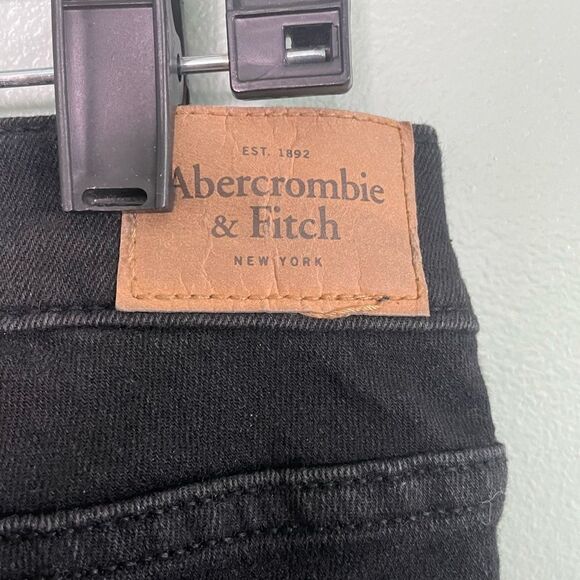 EST. 1892
Abercrombie
& Fitch
NEW YORK